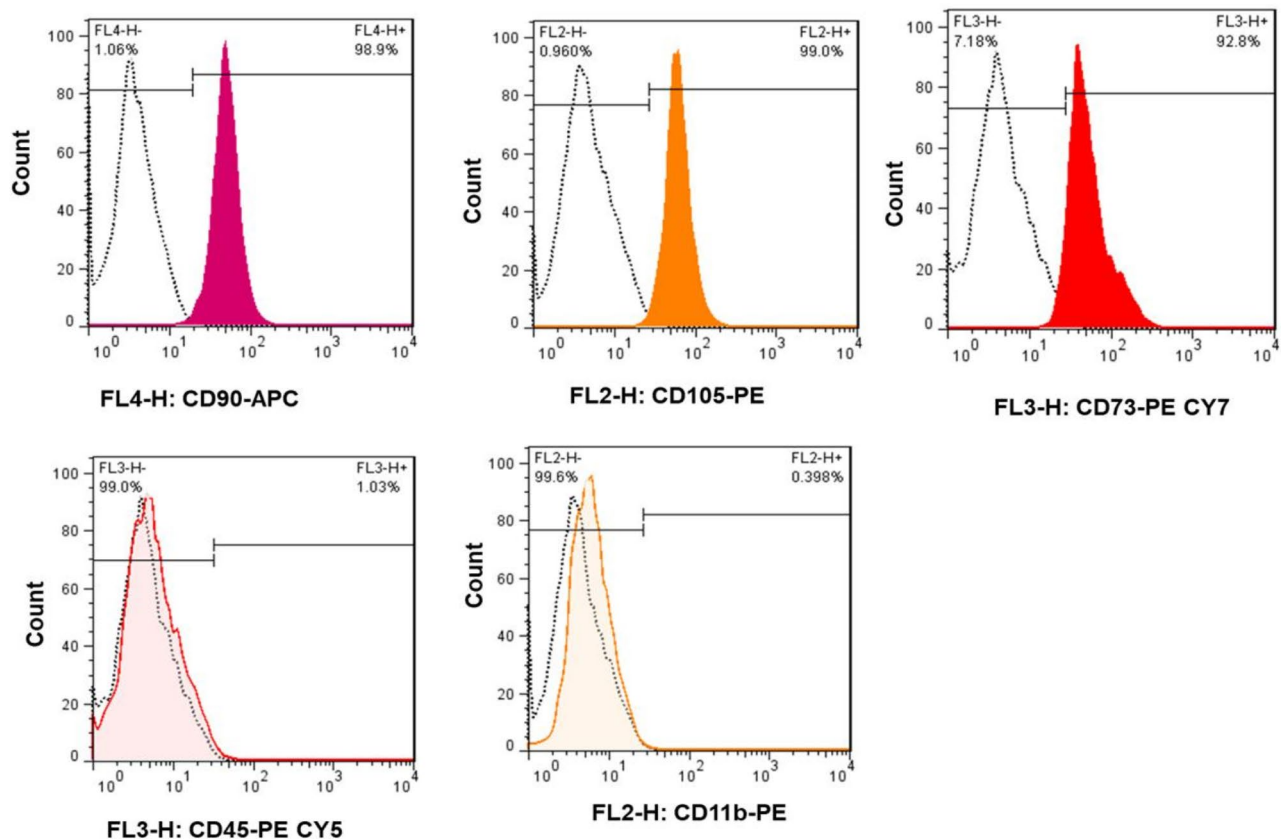 FL4-H- FL4-H+
1.06% 98.9%
100
80
60
40
20
0
Count
10^0 10^1 10^2 10^3 10^4
FL4-H: CD90-APC
FL2-H- FL2-H+
0.960% 99.0%
100
80
60
40
20
0
Count
10^0 10^1 10^2 10^3 10^4
FL2-H: CD105-PE
FL3-H- FL3-H+
7.18% 92.8%
100
80
60
40
20
0
Count
10^0 10^1 10^2 10^3 10^4
FL3-H: CD73-PE CY7
FL3-H- FL3-H+
99.0% 1.03%
100
80
60
40
20
0
Count
10^0 10^1 10^2 10^3 10^4
FL3-H: CD45-PE CY5
FL2-H- FL2-H+
99.6% 0.398%
100
80
60
40
20
0
Count
10^0 10^1 10^2 10^3 10^4
FL2-H: CD11b-PE